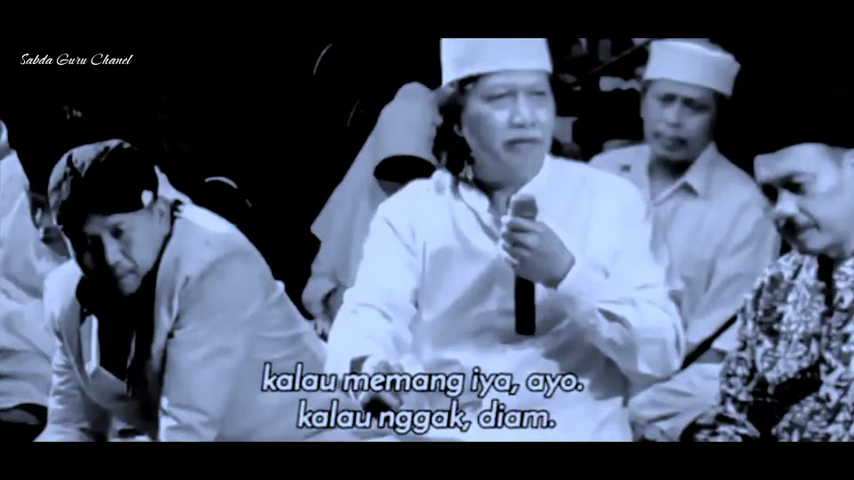 Sabda Guru Chanel
kalau memang iya, ayo.
kalau nggak, diam.